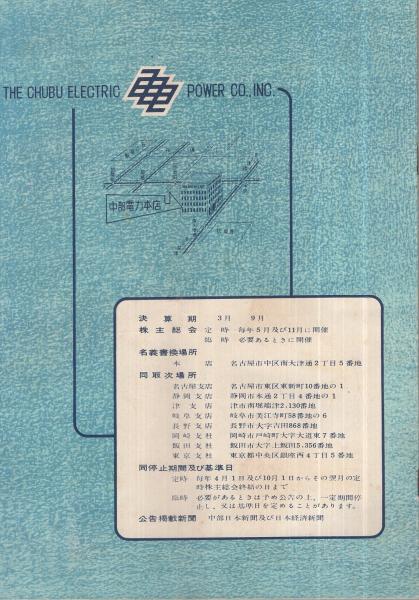 THE CHUBU ELECTRIC POWER CO., INC.
中部電力本店
決算期 3月 9月
株主総会 定時 毎年5月及び11月に開催
臨時 必要あるときに開催
名義書換場所
本店 名古屋市中区南大津通2丁目5番地
同取次場所
名古屋支店 名古屋市東区東新町10番地の1
静岡支店 静岡市本通2丁目4番地の1
津支店 津市南堀端津2,130番地
岐阜支店 岐阜市美江寺町58番地の6
長野支店 長野市大字吉田868番地
岡崎支社 岡崎市戸崎町大字大道東7番地
飯田支社 飯田市大字上飯田5,356番地
東京支社 東京都中央区銀座西4丁目5番地
同停止期間及び基準日
定時 毎年4月1日及び10月1日からその翌月の定
時株主総会終結の日まで
臨時 必要があるときは予め公告の上、一定期間停
止し、又は基準日を定めることがあります。
公告掲載新聞 中部日本新聞及び日本経済新聞